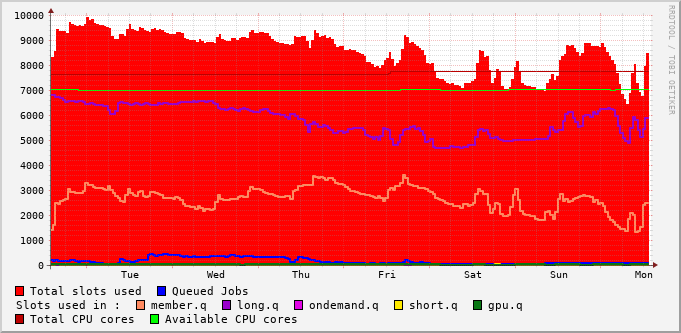 10000
9000
8000
7000
6000
5000
4000
3000
2000
1000
0
Tue Wed Thu Fri Sat Sun Mon
RRDTOOL / TOBI OETIKER
Total slots used Queued Jobs
Slots used in : member.q long.q ondemand.q short.q gpu.q
Total CPU cores Available CPU cores